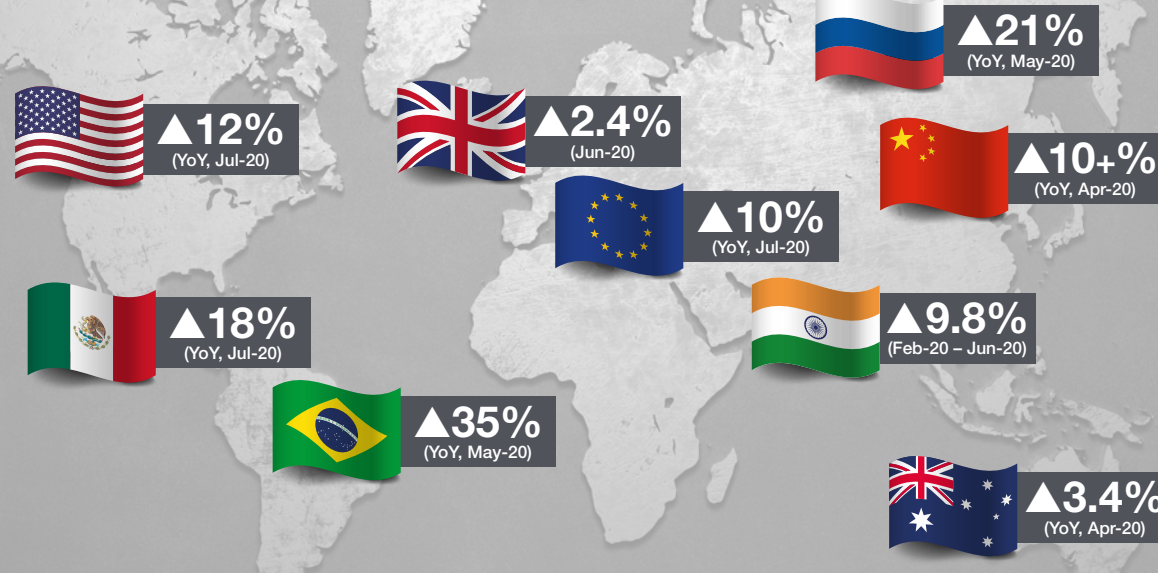 ▲21%
(YoY, May-20)
▲12%
(YoY, Jul-20)
▲2.4%
(Jun-20)
▲10+%
(YoY, Apr-20)
▲10%
(YoY, Jul-20)
▲18%
(YoY, Jul-20)
▲9.8%
(Feb-20 – Jun-20)
▲35%
(YoY, May-20)
▲3.4%
(YoY, Apr-20)